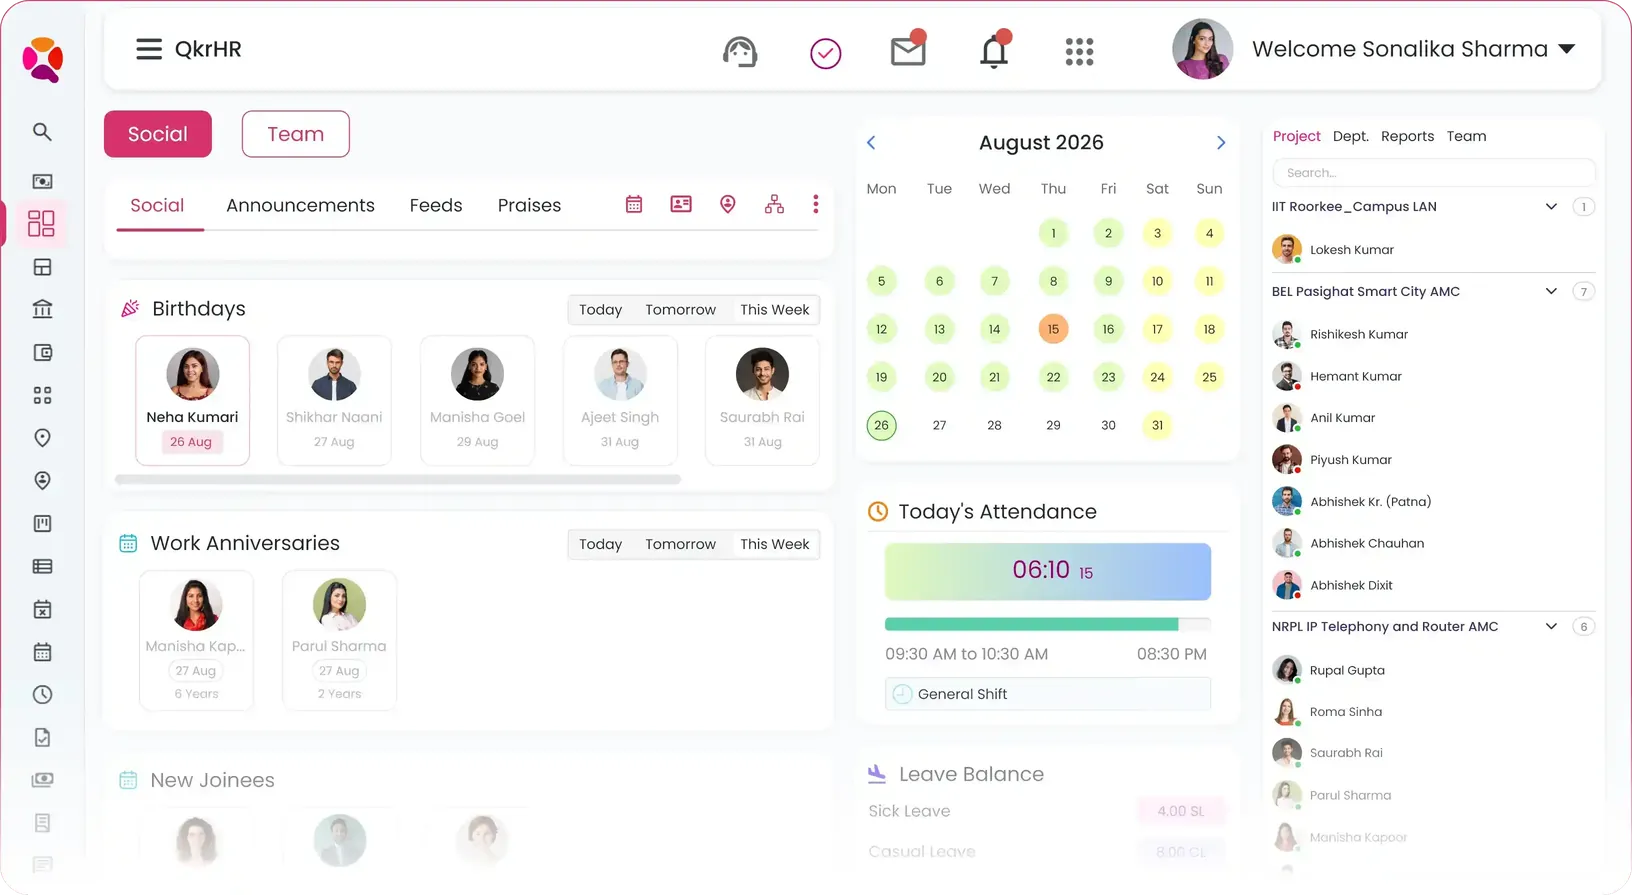 QkrHR
Welcome Sonalika Sharma
Social
Team
Social Announcements Feeds Praises
Birthdays
Today Tomorrow This Week
Neha Kumari
26 Aug
Shikhar Naani
27 Aug
Manisha Goel
29 Aug
Ajeet Singh
31 Aug
Saurabh Rai
31 Aug
Work Anniversaries
Today Tomorrow This Week
Manisha Kap...
27 Aug
6 Years
Parul Sharma
27 Aug
2 Years
New Joinees
August 2026
Mon Tue Wed Thu Fri Sat Sun
1 2 3 4
5 6 7 8 9 10 11
12 13 14 15 16 17 18
19 20 21 22 23 24 25
26 27 28 29 30 31
Today's Attendance
06:10 15
09:30 AM to 10:30 AM 08:30 PM
General Shift
Leave Balance
Sick Leave 4.00 SL
Casual Leave 8.00 CL
Project Dept. Reports Team
Search...
IIT Roorkee_Campus LAN 1
Lokesh Kumar
BEL Pasighat Smart City AMC 7
Rishikesh Kumar
Hemant Kumar
Anil Kumar
Piyush Kumar
Abhishek Kr. (Patna)
Abhishek Chauhan
Abhishek Dixit
NRPL IP Telephony and Router AMC 6
Rupal Gupta
Roma Sinha
Saurabh Rai
Parul Sharma
Manisha Kapoor